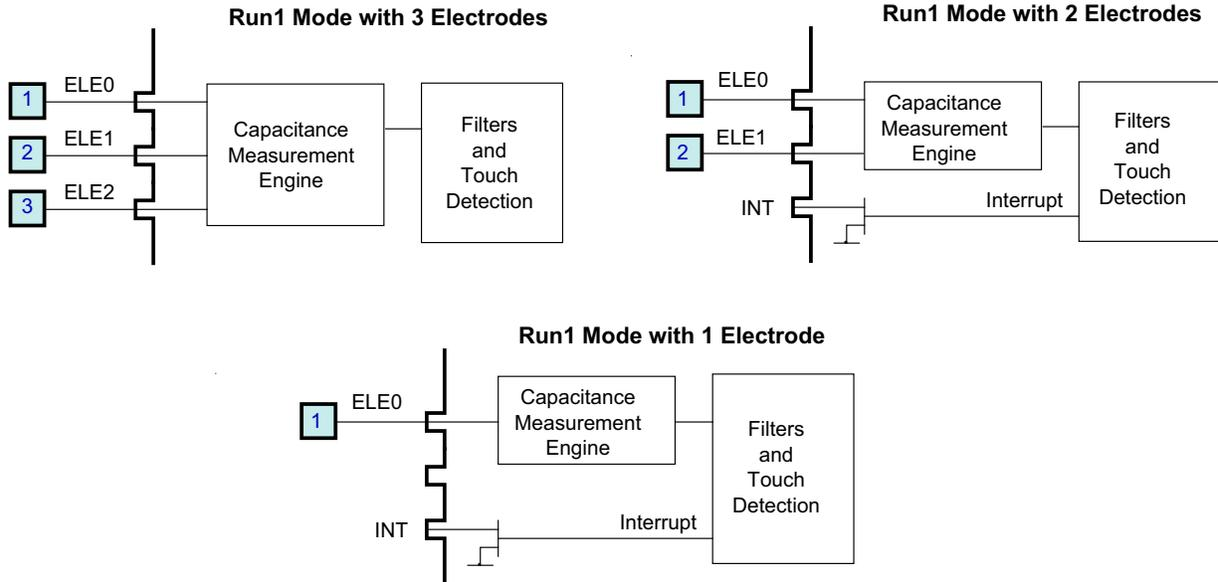 Run1 Mode with 3 Electrodes
1
ELE0
2
ELE1
3
ELE2
Capacitance
Measurement
Engine
Filters
and
Touch
Detection
Run1 Mode with 2 Electrodes
1
ELE0
2
ELE1
INT
Capacitance
Measurement
Engine
Interrupt
Filters
and
Touch
Detection
Run1 Mode with 1 Electrode
1
ELE0
INT
Capacitance
Measurement
Engine
Interrupt
Filters
and
Touch
Detection